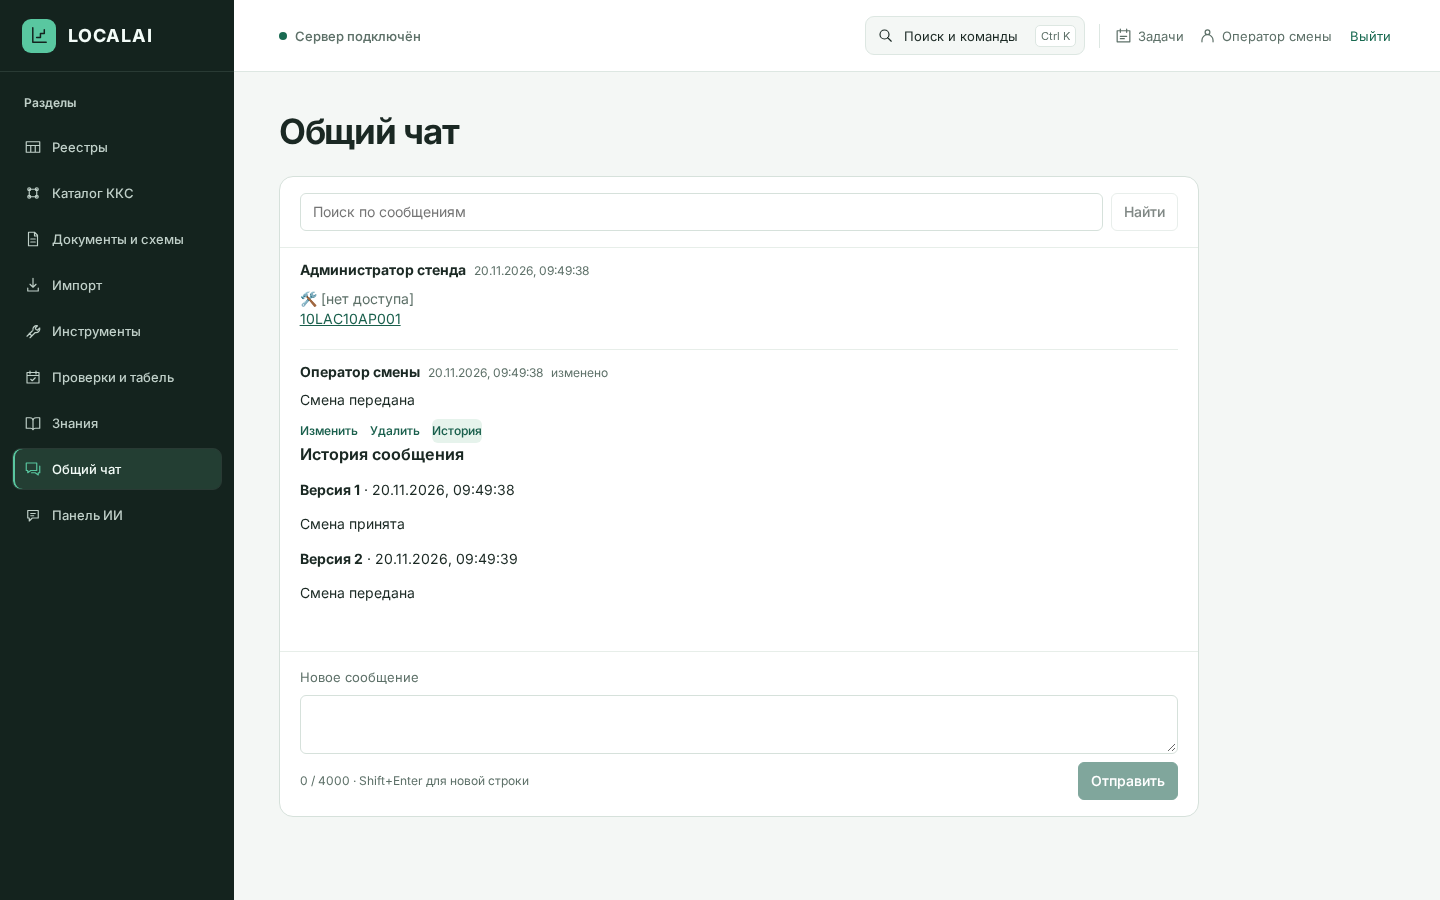 LOCALAI
Сервер подключён
Поиск и команды
Ctrl K
Задачи
Оператор смены
Выйти
Разделы
Реестры
Каталог ККС
Документы и схемы
Импорт
Инструменты
Проверки и табель
Знания
Общий чат
Панель ИИ
Общий чат
Поиск по сообщениям
Найти
Администратор стенда 20.11.2026, 09:49:38
🛠️ [нет доступа]
10LAC10AP001
Оператор смены 20.11.2026, 09:49:38 изменено
Смена передана
Изменить Удалить История
История сообщения
Версия 1 · 20.11.2026, 09:49:38
Смена принята
Версия 2 · 20.11.2026, 09:49:39
Смена передана
Новое сообщение
0 / 4000 · Shift+Enter для новой строки
Отправить